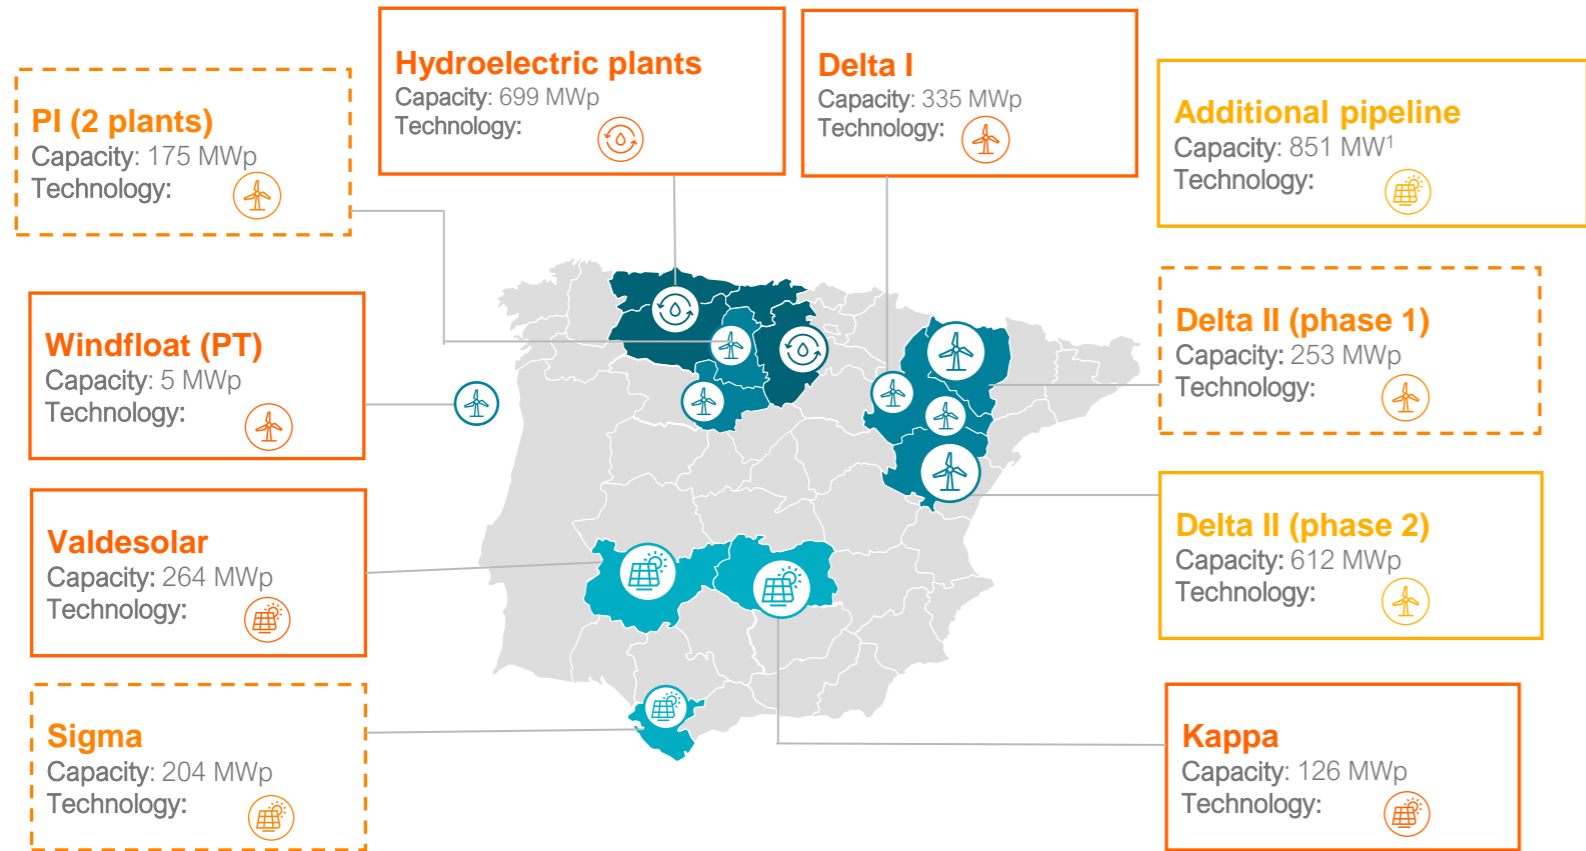 Hydroelectric plants
Capacity: 699 MWp
Technology:
Delta I
Capacity: 335 MWp
Technology:
PI (2 plants)
Capacity: 175 MWp
Technology:
Additional pipeline
Capacity: 851 MW¹
Technology:
Windfloat (PT)
Capacity: 5 MWp
Technology:
Delta II (phase 1)
Capacity: 253 MWp
Technology:
Valdesolar
Capacity: 264 MWp
Technology:
Delta II (phase 2)
Capacity: 612 MWp
Technology:
Sigma
Capacity: 204 MWp
Technology:
Kappa
Capacity: 126 MWp
Technology: